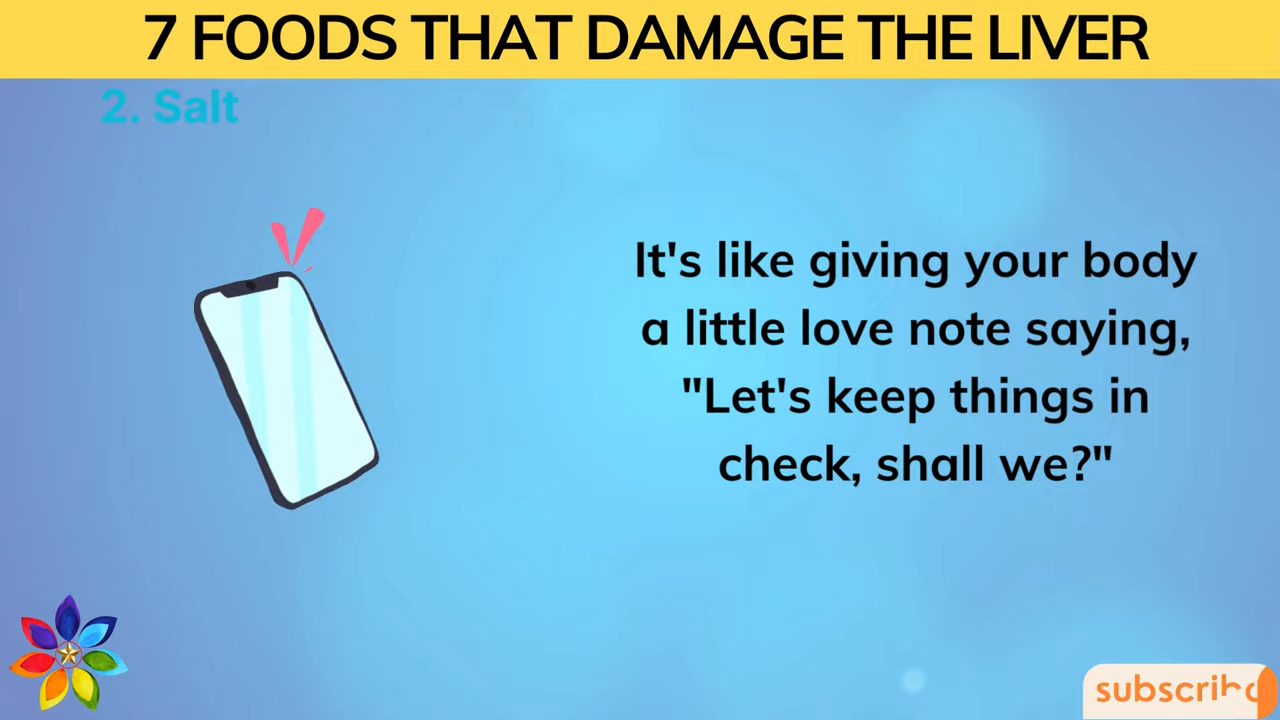 7 FOODS THAT DAMAGE THE LIVER
2. Salt
It's like giving your body
a little love note saying,
"Let's keep things in
check, shall we?"